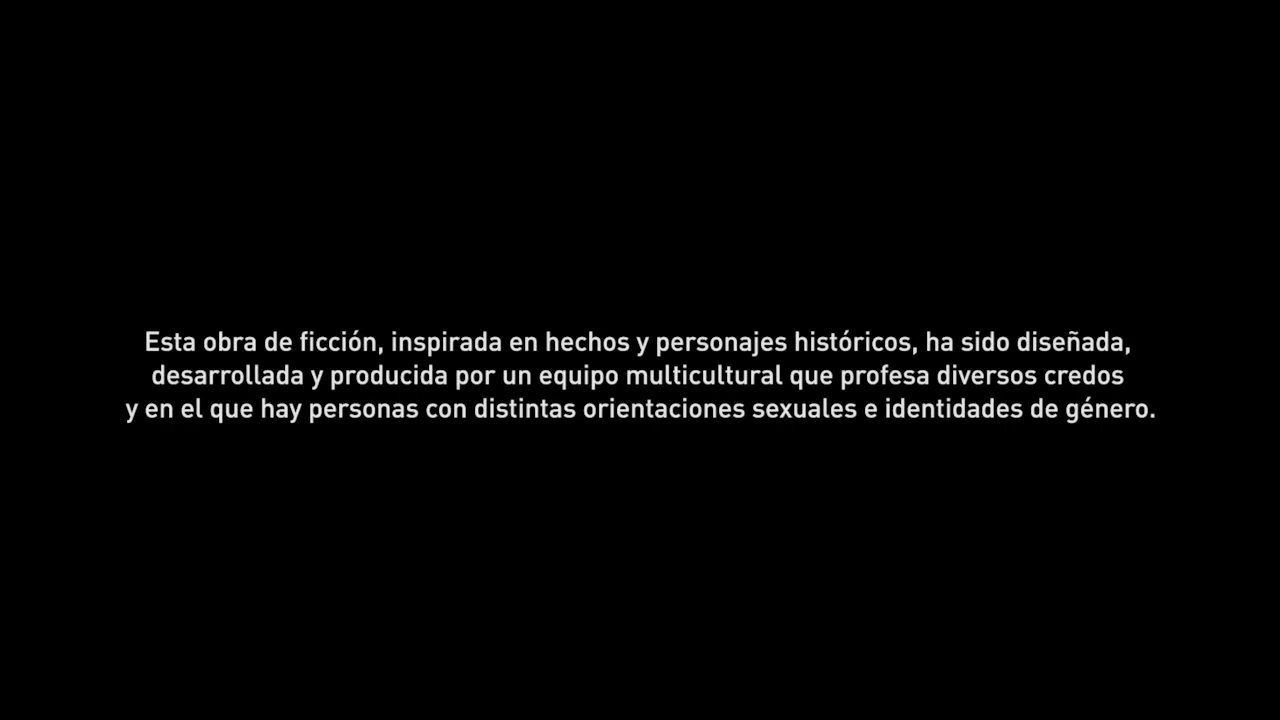 Esta obra de ficción, inspirada en hechos y personajes históricos, ha sido diseñada,
desarrollada y producida por un equipo multicultural que profesa diversos credos
y en el que hay personas con distintas orientaciones sexuales e identidades de género.